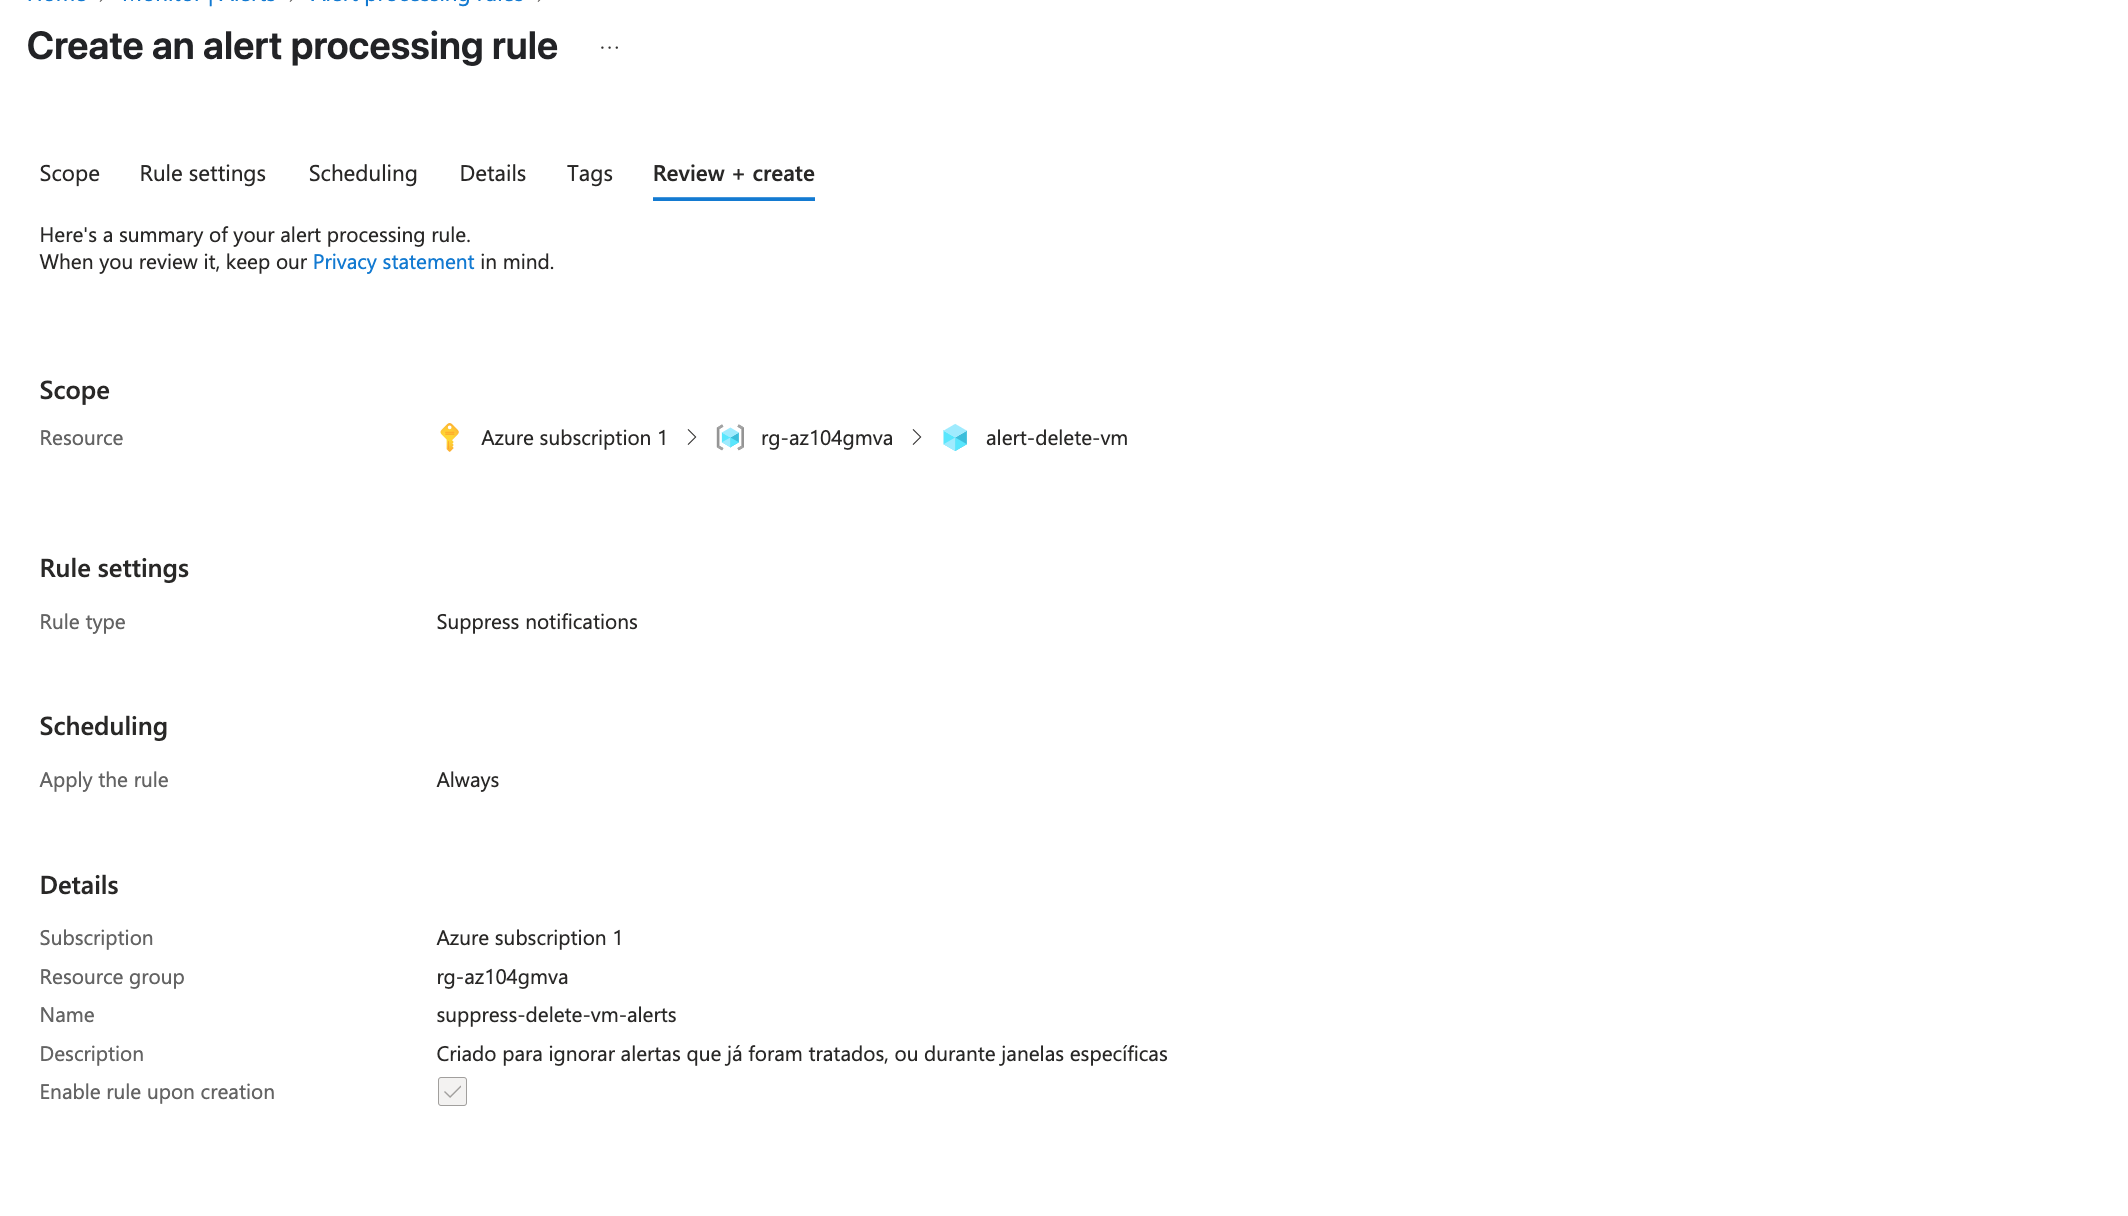 Home > Monitor | Alerts > Alert processing rules >
Create an alert processing rule ...
Scope Rule settings Scheduling Details Tags Review + create
Here's a summary of your alert processing rule.
When you review it, keep our Privacy statement in mind.
Scope
Resource Azure subscription 1 > rg-az104gmva > alert-delete-vm
Rule settings
Rule type Suppress notifications
Scheduling
Apply the rule Always
Details
Subscription Azure subscription 1
Resource group rg-az104gmva
Name suppress-delete-vm-alerts
Description Criado para ignorar alertas que já foram tratados, ou durante janelas específicas
Enable rule upon creation